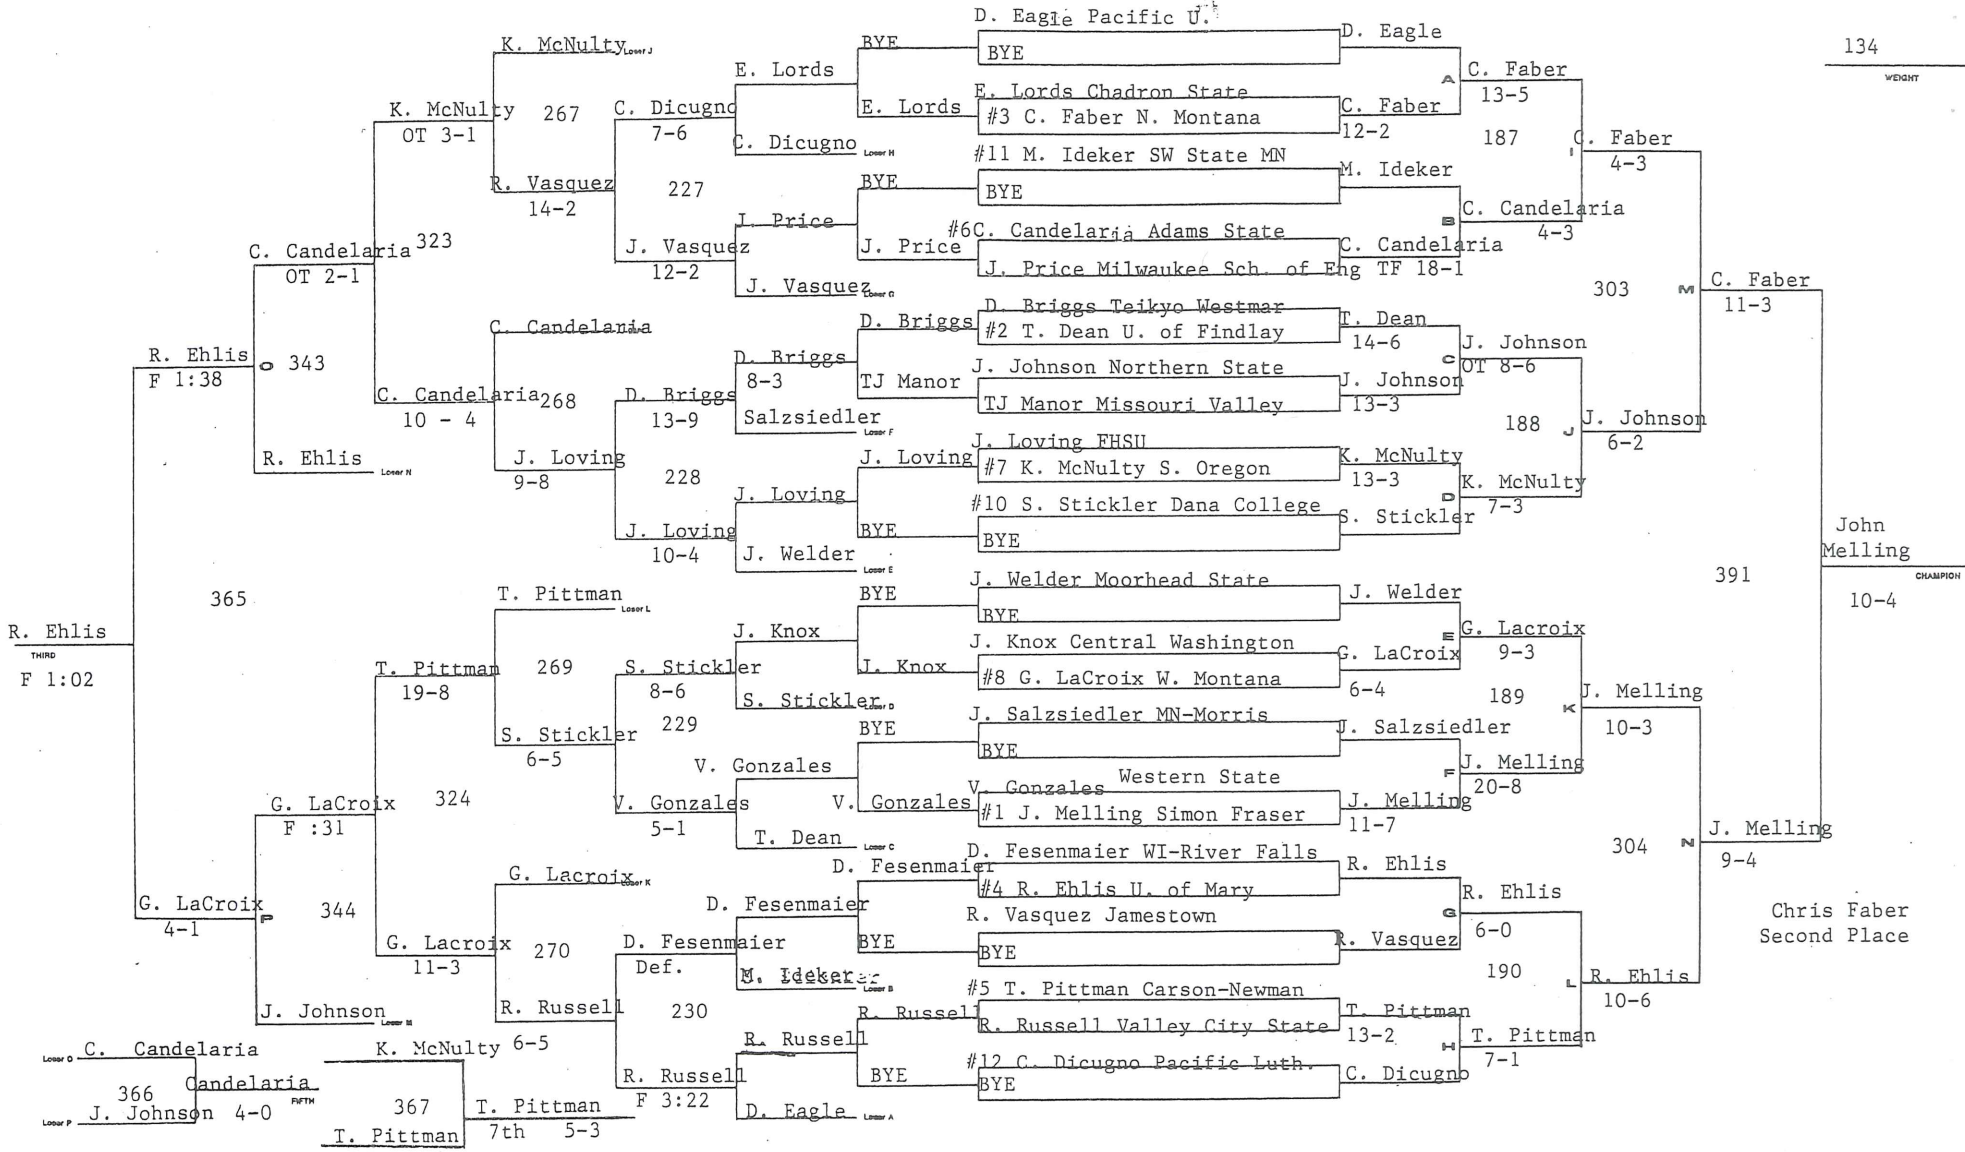 134
WEIGHT
D. Eagle Pacific U.
BYE
E. Lords Chadron State
#3 C. Faber N. Montana
#11 M. Ideker SW State MN
BYE
#6C. Candelaria Adams State
J. Price Milwaukee Sch. of Eng
D. Briggs Teikyo Westmar
#2 T. Dean U. of Findlay
J. Johnson Northern State
TJ Manor Missouri Valley
J. Loving FHSU
#7 K. McNulty S. Oregon
#10 S. Stickler Dana College
BYE
J. Welder Moorhead State
BYE
J. Knox Central Washington
#8 G. LaCroix W. Montana
J. Salzsiedler MN-Morris
BYE
V. Gonzales Western State
#1 J. Melling Simon Fraser
D. Fesenmaier WI-River Falls
#4 R. Ehlis U. of Mary
R. Vasquez Jamestown
BYE
#5 T. Pittman Carson-Newman
R. Russell Valley City State
#12 C. Dicugno Pacific Luth.
BYE
D. Eagle
C. Faber
12-2
M. Ideker
C. Candelaria
TF 18-1
T. Dean
14-6
J. Johnson
13-3
K. McNulty
13-3
S. Stickler
J. Welder
G. LaCroix
6-4
J. Salzsiedler
J. Melling
11-7
R. Ehlis
R. Vasquez
T. Pittman
13-2
C. Dicugno
A
C. Faber
13-5
187
B
C. Candelaria
4-3
C
J. Johnson
OT 8-6
188
D
K. McNulty
7-3
E
G. Lacroix
9-3
189
F
J. Melling
20-8
G
R. Ehlis
6-0
190
H
T. Pittman
7-1
I
C. Faber
4-3
303
J
J. Johnson
6-2
K
J. Melling
10-3
304
L
R. Ehlis
10-6
M
C. Faber
11-3
391
N
J. Melling
9-4
John
Melling
CHAMPION
10-4
Chris Faber
Second Place
BYE
E. Lords
BYE
J. Price
D. Briggs
TJ Manor
J. Loving
BYE
BYE
J. Knox
BYE
V. Gonzales
D. Fesenmaier
BYE
R. Russell
BYE
E. Lords
C. Dicugno
Loser H
J. Price
J. Vasquez
Loser G
D. Briggs
8-3
Salzsiedler
Loser F
J. Loving
J. Welder
Loser E
J. Knox
S. Stickler
Loser D
V. Gonzales
T. Dean
Loser C
D. Fesenmaier
M. Ideker
Loser B
R. Russell
D. Eagle
Loser A
C. Dicugno
7-6
227
J. Vasquez
12-2
D. Briggs
13-9
228
J. Loving
10-4
S. Stickler
8-6
229
V. Gonzales
5-1
D. Fesenmaier
Def.
230
R. Russell
F 3:22
K. McNulty
Loser J
267
R. Vasquez
14-2
C. Candelaria
268
J. Loving
9-8
T. Pittman
Loser L
269
S. Stickler
6-5
G. Lacroix
Loser K
270
R. Russell
6-5
K. McNulty
OT 3-1
323
C. Candelaria
10 - 4
T. Pittman
19-8
324
G. Lacroix
11-3
C. Candelaria
OT 2-1
O
343
R. Ehlis
Loser N
G. LaCroix
F :31
P
344
J. Johnson
Loser M
R. Ehlis
F 1:38
365
G. LaCroix
4-1
R. Ehlis
THIRD
F 1:02
Loser O
C. Candelaria
366
Candelaria
FIFTH
4-0
Loser P
J. Johnson
K. McNulty
367
T. Pittman
7th 5-3
T. Pittman